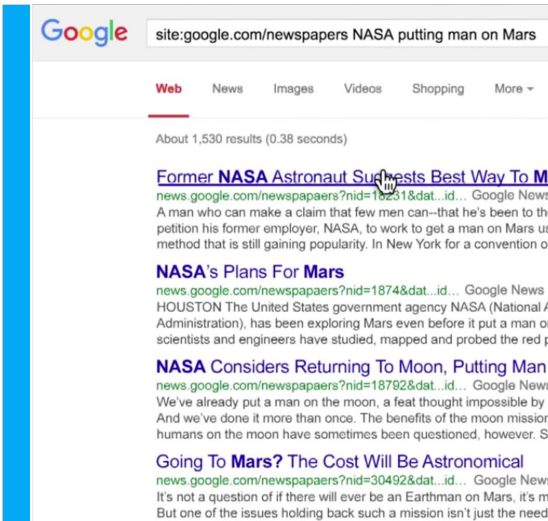 Google site:google.com/newspapers NASA putting man on Mars
Web News Images Videos Shopping More
About 1,530 results (0.38 seconds)
Former NASA Astronaut Suggests Best Way To M
news.google.com/newspapaers?nid=18231&dat...id... Google News
A man who can make a claim that few men can--that he's been to th
petition his former employer, NASA, to work to get a man on Mars us
method that is still gaining popularity. In New York for a convention o
NASA's Plans For Mars
news.google.com/newspapaers?nid=1874&dat...id... Google News
HOUSTON The United States government agency NASA (National A
Administration), has been exploring Mars even before it put a man o
scientists and engineers have studied, mapped and probed the red p
NASA Considers Returning To Moon, Putting Man
news.google.com/newspapaers?nid=18792&dat...id... Google News
We've already put a man on the moon, a feat thought impossible by
And we've done it more than once. The benefits of the moon mission
humans on the moon have sometimes been questioned, however. S
Going To Mars? The Cost Will Be Astronomical
news.google.com/newspapaers?nid=30492&dat...id... Google News
It's not a question of if there will ever be an Earthman on Mars, it's m
But one of the issues holding back such a mission isn't just the need